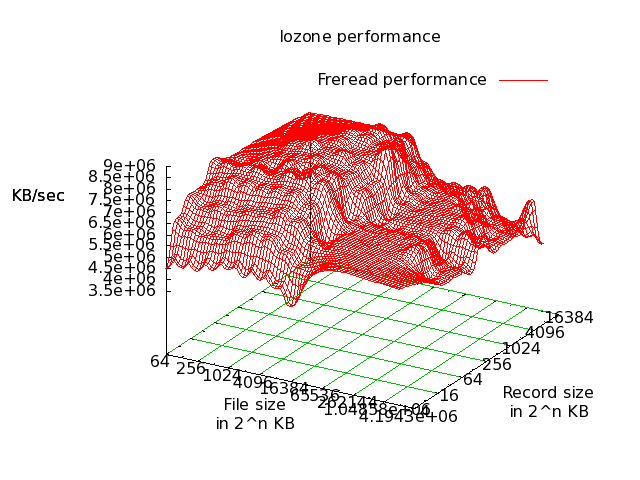 Iozone performance
Freread performance
9e+06
8.5e+06
8e+06
7.5e+06
7e+06
6.5e+06
6e+06
5.5e+06
5e+06
4.5e+06
4e+06
3.5e+06
KB/sec
64
256
1024
4096
16384
65536
262144
1.04858e+06
4.1943e+06
File size
in 2^n KB
4
16
64
256
1024
4096
16384
Record size
in 2^n KB